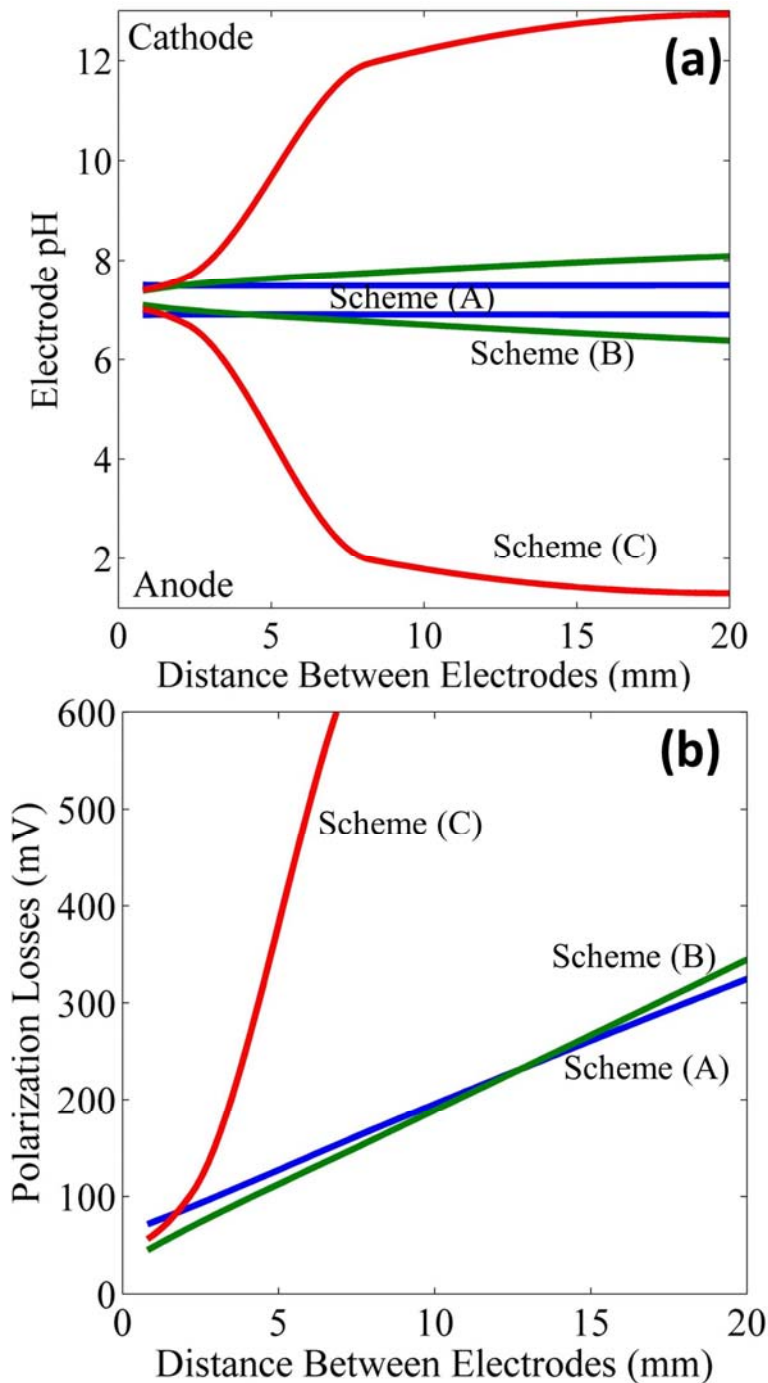 Cathode
(a)
12
10
8
6
4
2
Electrode pH
Scheme (A)
Scheme (B)
Scheme (C)
Anode
0
5
10
15
20
Distance Between Electrodes (mm)
600
500
400
300
200
100
0
(b)
Polarization Losses (mV)
Scheme (C)
Scheme (B)
Scheme (A)
0
5
10
15
20
Distance Between Electrodes (mm)